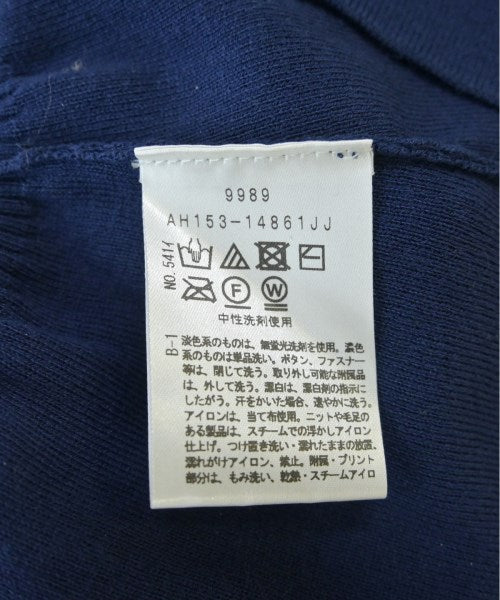 9989
AH153-14861JJ
NO.5414
F W
中性洗剤使用
B-1
淡色系のものは、無蛍光洗剤を使用。濃色
系のものは単品洗い。ボタン、ファスナー
等は、閉じて洗う。取り外し可能な附属品
は、外して洗う。漂白は、漂白剤の指示に
したがう。汗をかいた場合、速やかに洗う。
アイロンは、当て布使用。ニットや毛足の
ある製品は、スチームでの浮かしアイロン
仕上げ。つけ置き洗い・濡れたままの放置、
濡れがけアイロン、禁止。附属・プリント
部分は、もみ洗い、乾熱・スチームアイロ